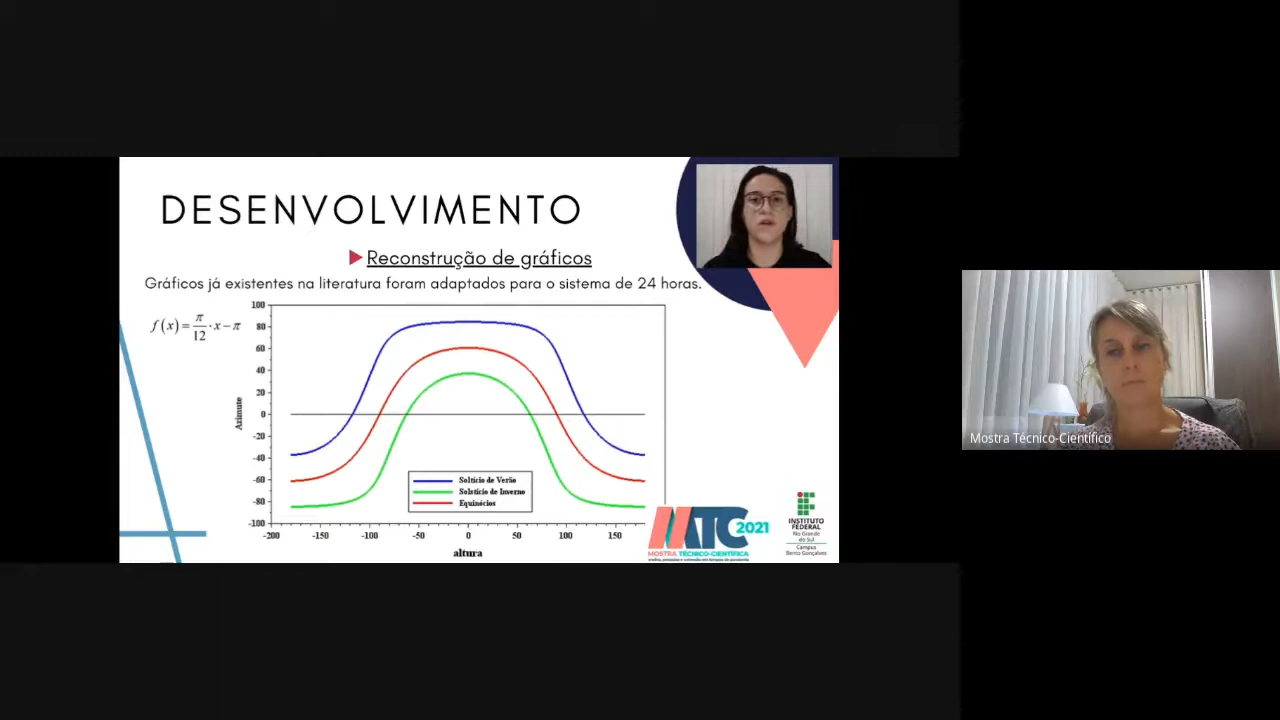 DESENVOLVIMENTO
Reconstrução de gráficos
Gráficos já existentes na literatura foram adaptados para o sistema de 24 horas.
f(x)=π/12·x−π
100
80
60
40
20
0
-20
-40
-60
-80
-100
Azimute
-200 -150 -100 -50 0 50 100 150
altura
Soltício de Verão
Solstício de Inverno
Equinócios
MTC 2021
MOSTRA TÉCNICO-CIENTÍFICA
INSTITUTO
FEDERAL
Rio Grande
do Sul
Campus
Bento Gonçalves
Mostra Técnico-Científico